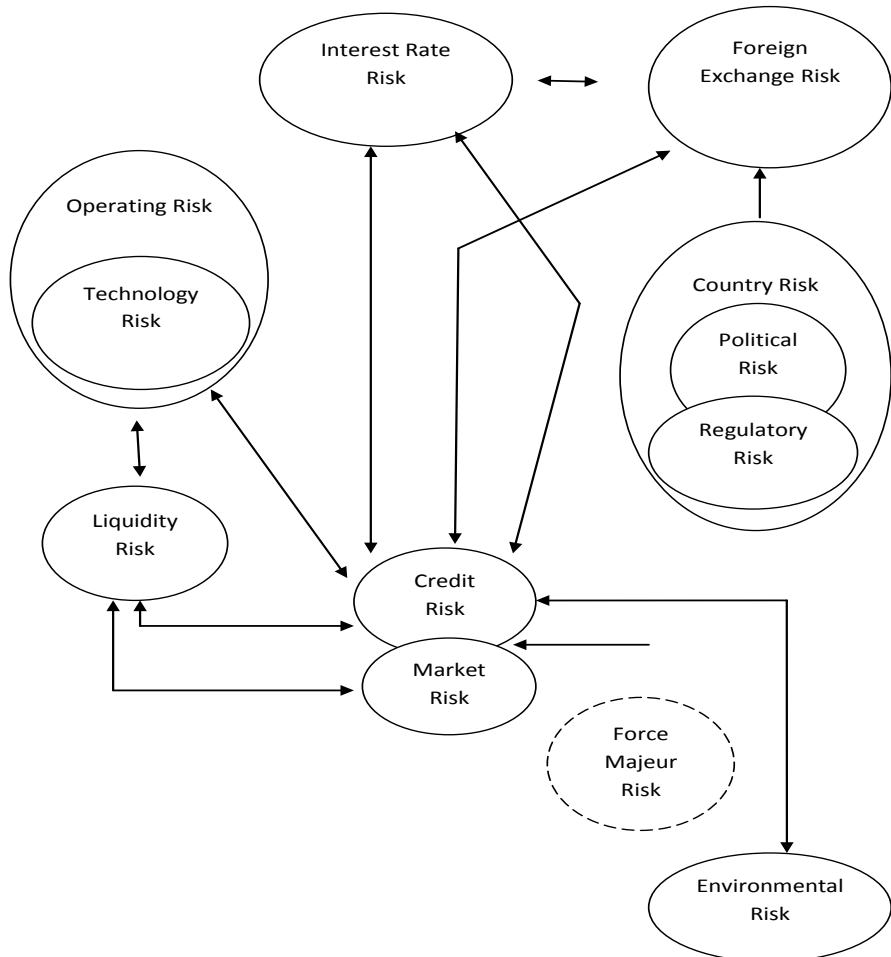 Interest Rate
Risk
Foreign
Exchange Risk
Operating Risk
Technology
Risk
Country Risk
Political
Risk
Regulatory
Risk
Liquidity
Risk
Credit
Risk
Market
Risk
Force
Majeur
Risk
Environmental
Risk